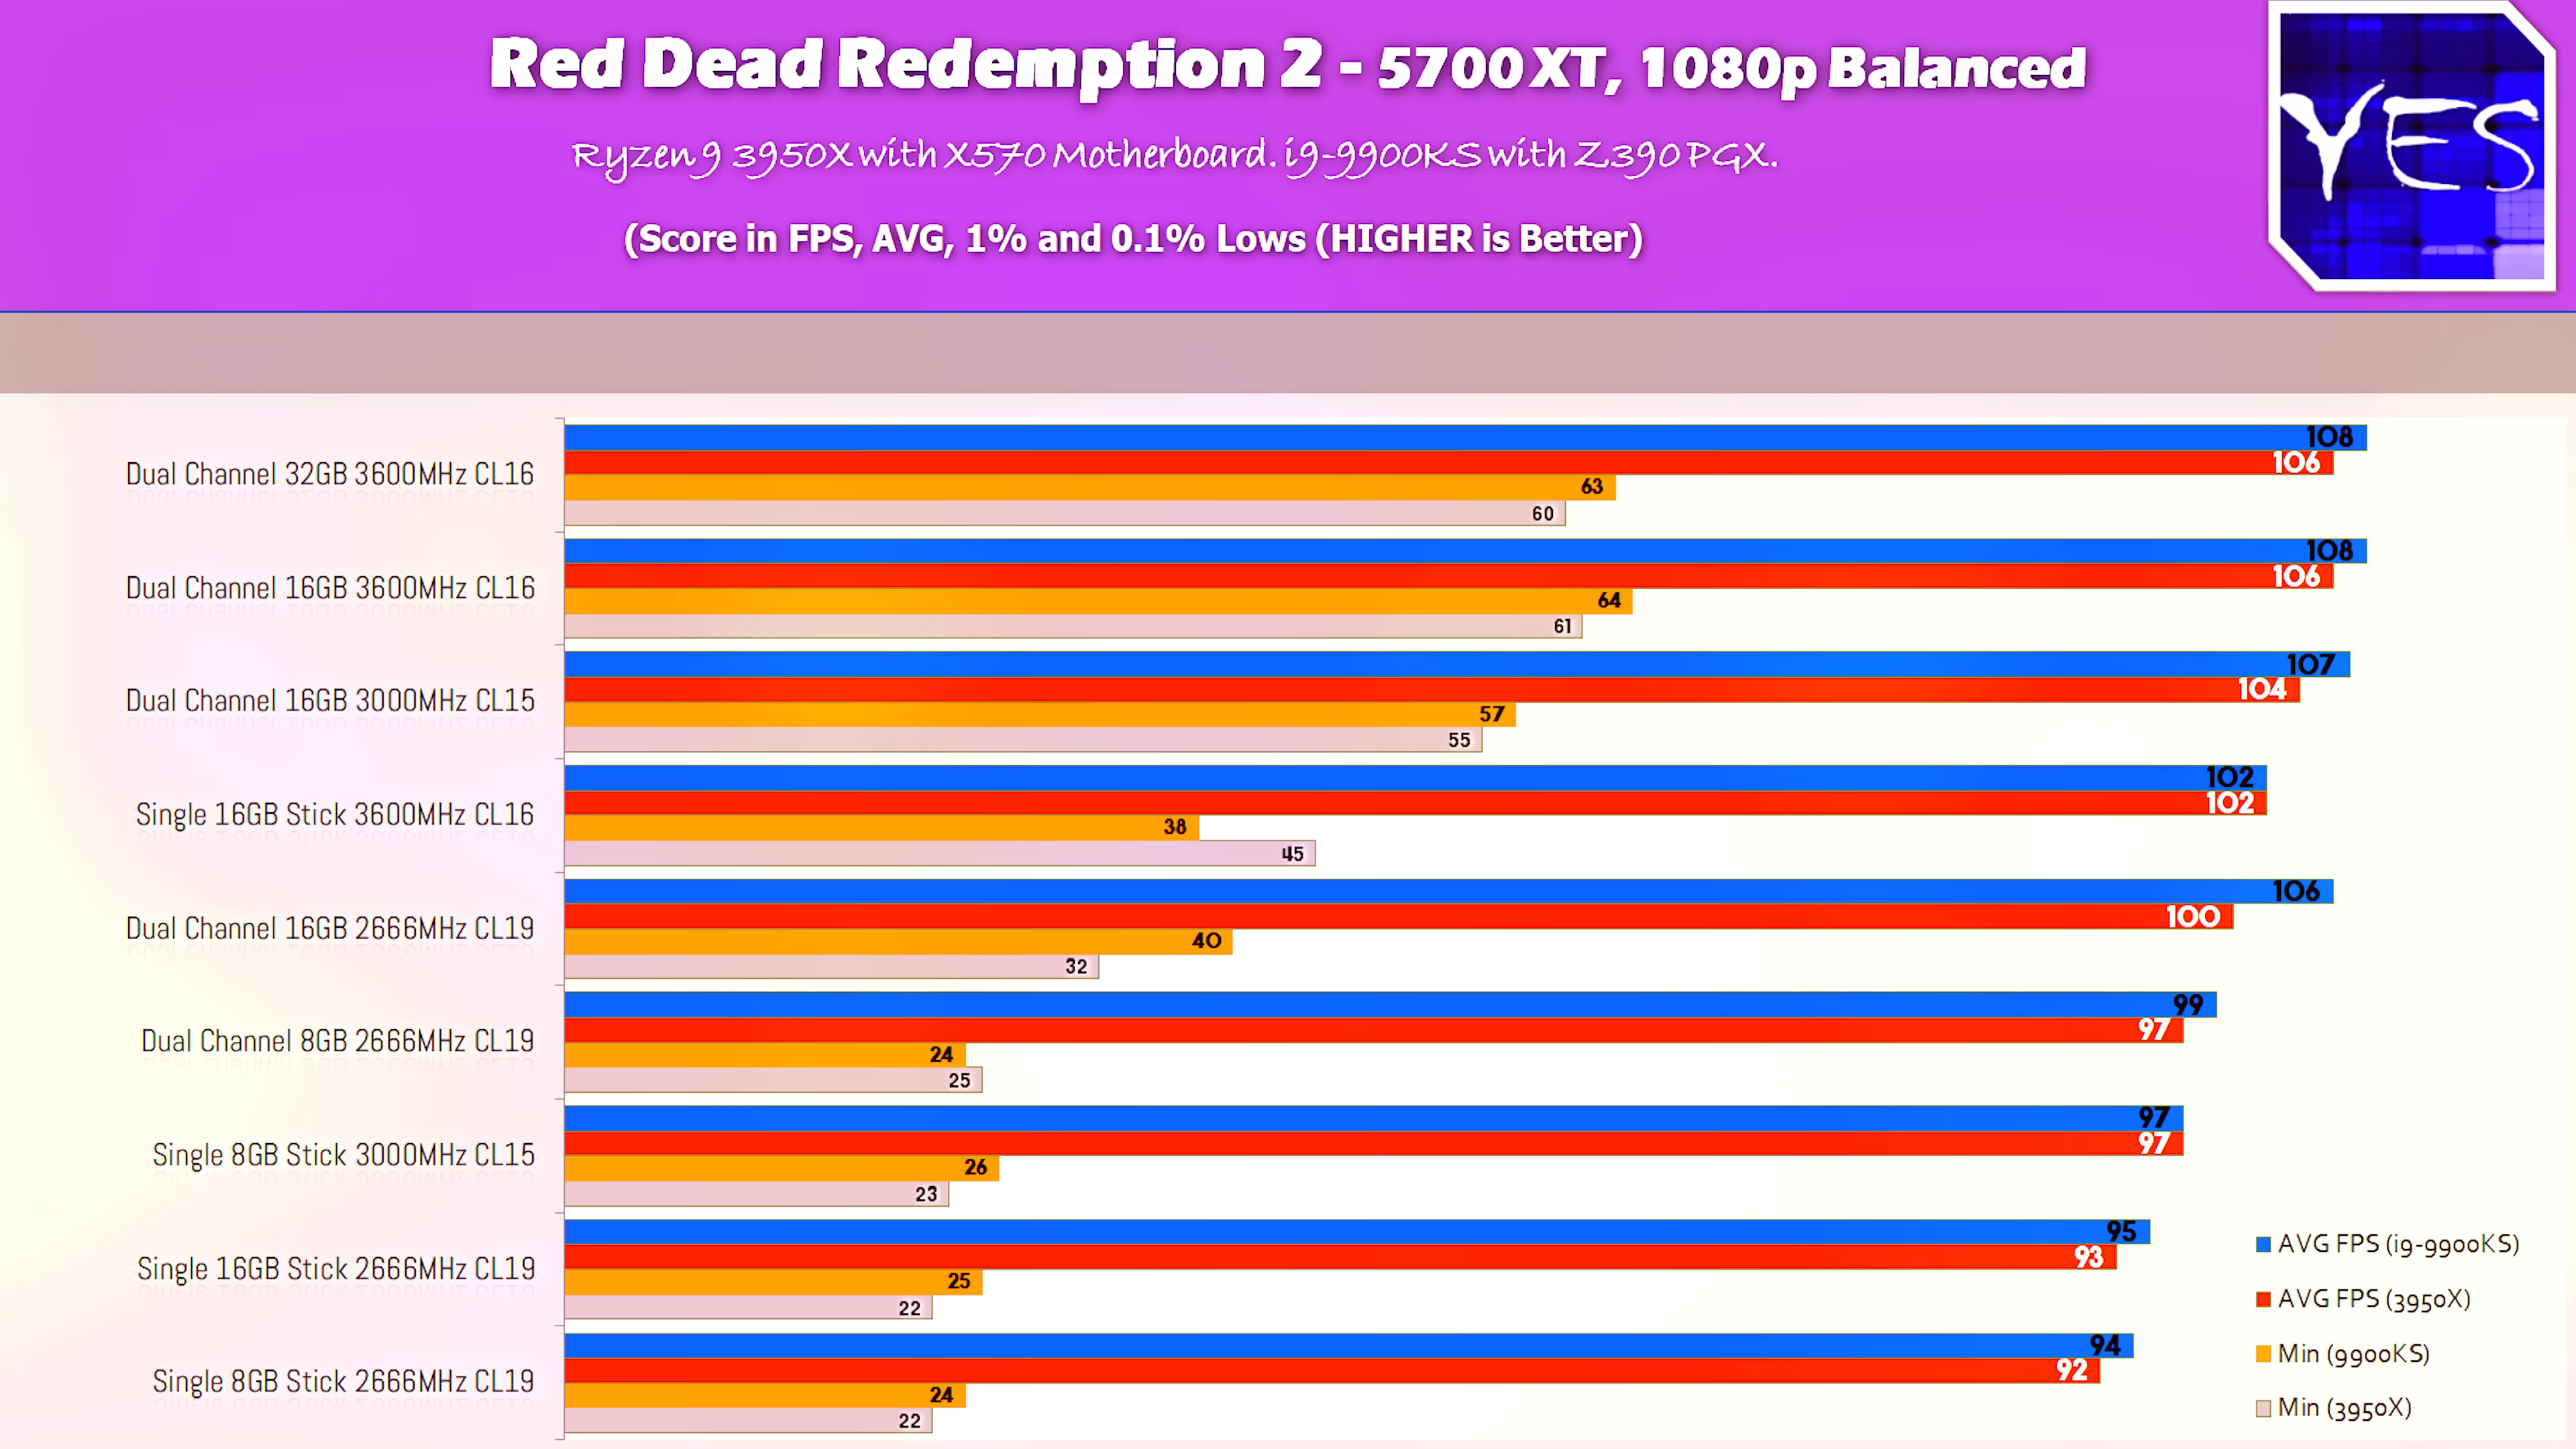 Red Dead Redemption 2 - 5700 XT, 1080p Balanced
Ryzen 9 3950X with X570 Motherboard. i9-9900KS with Z390 PGX.
(Score in FPS, AVG, 1% and 0.1% Lows (HIGHER is Better)
YES
Dual Channel 32GB 3600MHz CL16
108
106
63
60
Dual Channel 16GB 3600MHz CL16
108
106
64
61
Dual Channel 16GB 3000MHz CL15
107
104
57
55
Single 16GB Stick 3600MHz CL16
102
102
38
45
Dual Channel 16GB 2666MHz CL19
106
100
40
32
Dual Channel 8GB 2666MHz CL19
99
97
24
25
Single 8GB Stick 3000MHz CL15
97
97
26
23
Single 16GB Stick 2666MHz CL19
95
93
25
22
Single 8GB Stick 2666MHz CL19
94
92
24
22
AVG FPS (i9-9900KS)
AVG FPS (3950X)
Min (9900KS)
Min (3950X)